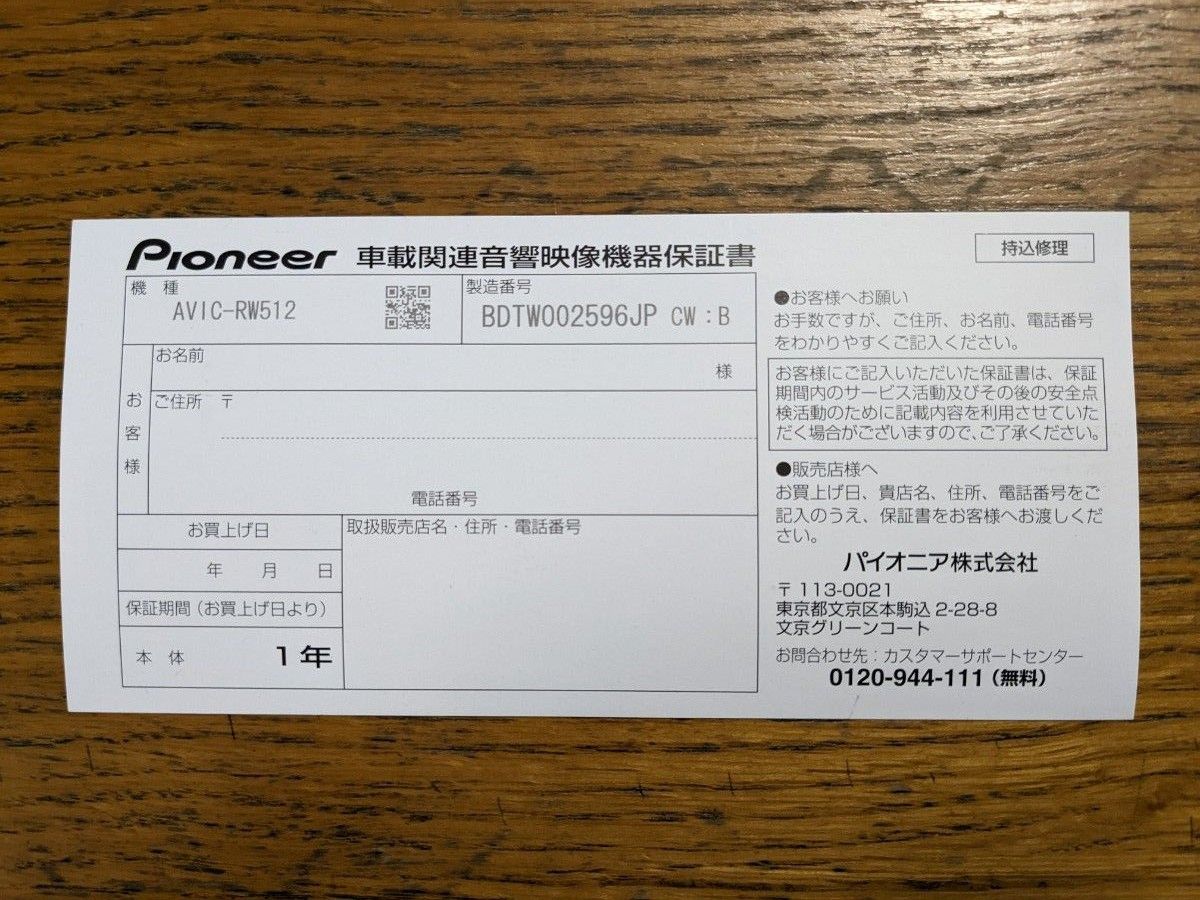 Pioneer 車載関連音響映像機器保証書
機 種
AVIC-RW512
製造番号
BDTW002596JP CW:B
お客様
お名前
様
ご住所 〒
電話番号
お買上げ日
年 月 日
保証期間(お買上げ日より)
本 体 1年
取扱販売店名・住所・電話番号
持込修理
●お客様へお願い
お手数ですが、ご住所、お名前、電話番号
をわかりやすくご記入ください。
お客様にご記入いただいた保証書は、保証
期間内のサービス活動及びその後の安全点
検活動のために記載内容を利用させていた
だく場合がございますので、ご了承ください。
●販売店様へ
お買上げ日、貴店名、住所、電話番号をご
記入のうえ、保証書をお客様へお渡しくだ
さい。
パイオニア株式会社
〒113-0021
東京都文京区本駒込 2-28-8
文京グリーンコート
お問合わせ先:カスタマーサポートセンター
0120-944-111(無料)